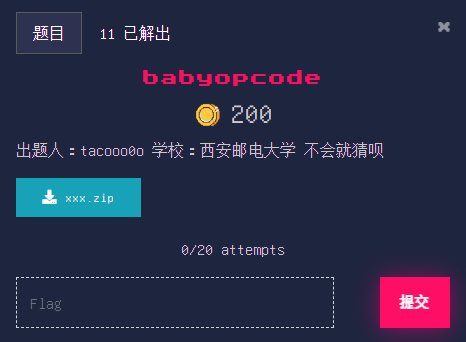 题目 11 已解出 ×
babyopcode
200
出题人：tacooo0o 学校：西安邮电大学 不会就猜呗
xxx.zip
0/20 attempts
Flag 提交